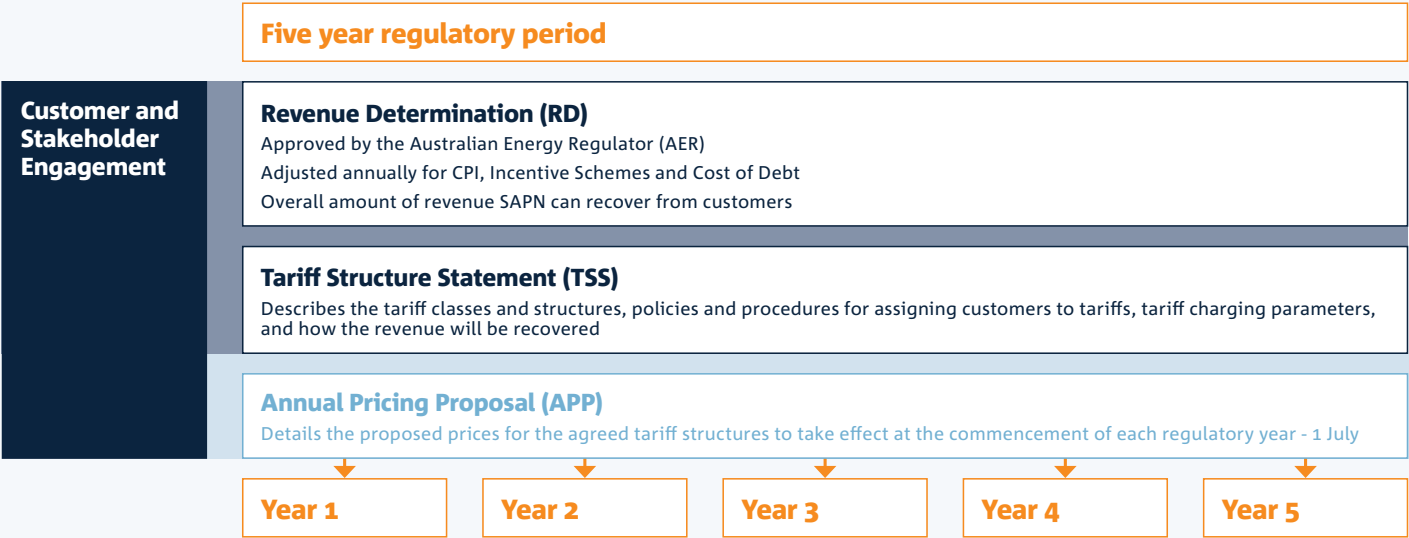 Five year regulatory period
Customer and
Stakeholder
Engagement
Revenue Determination (RD)
Approved by the Australian Energy Regulator (AER)
Adjusted annually for CPI, Incentive Schemes and Cost of Debt
Overall amount of revenue SAPN can recover from customers
Tariff Structure Statement (TSS)
Describes the tariff classes and structures, policies and procedures for assigning customers to tariffs, tariff charging parameters,
and how the revenue will be recovered
Annual Pricing Proposal (APP)
Details the proposed prices for the agreed tariff structures to take effect at the commencement of each regulatory year - 1 July
Year 1
Year 2
Year 3
Year 4
Year 5